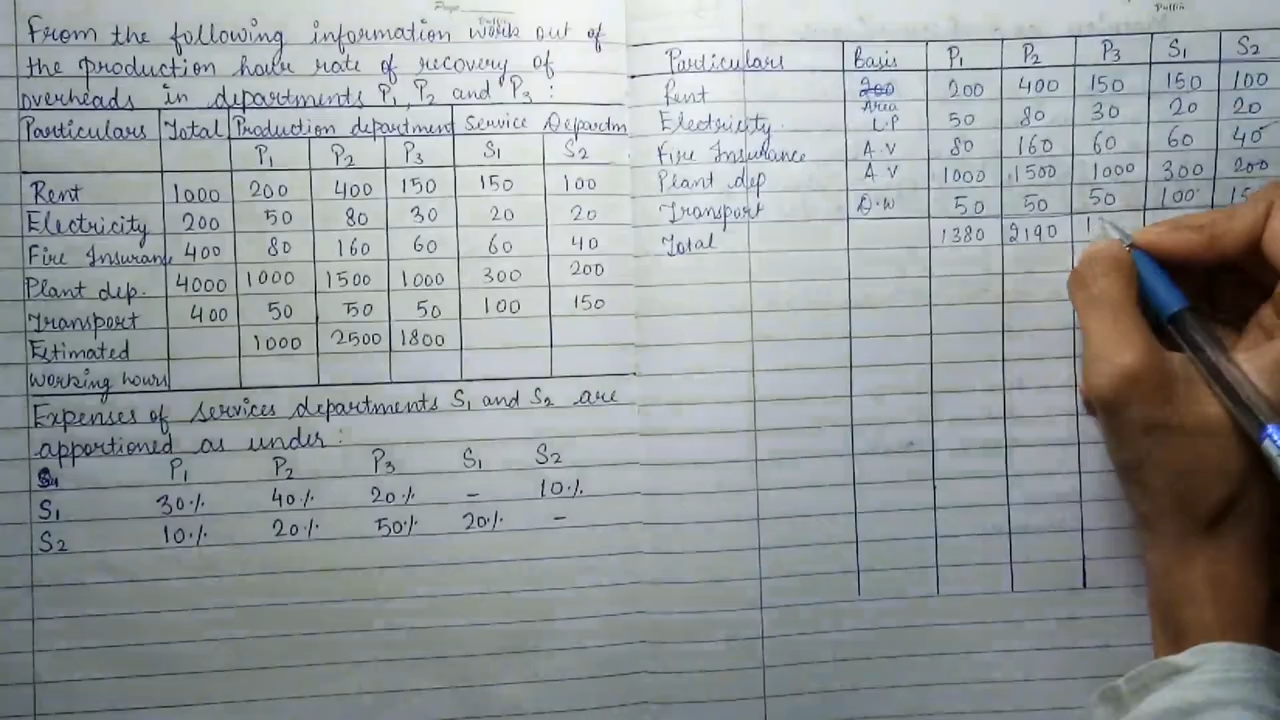 From the following information work out of
the production hour rate of recovery of
overheads in departments P1, P2 and P3 :
Particulars Total Production department Service Departm
P1 P2 P3 S1 S2
Rent 1000 200 400 150 150 100
Electricity 200 50 80 30 20 20
Fire Insuran 400 80 160 60 60 40
Plant dep. 4000 1000 1500 1000 300 200
Transport 400 50 50 50 100 150
Estimated 1000 2500 1800
working hours
Expenses of services departments S1 and S2 are
apportioned as under :
P1 P2 P3 S1 S2
S1 30% 40% 20% - 10%
S2 10% 20% 50% 20% -
Particulars Basis P1 P2 P3 S1 S2
Rent 200 Area 200 400 150 150 100
Electricity. L.P 50 80 30 20 20
Fire Insurance A.V 80 160 60 60 40
Plant dep A V 1000 1500 1000 300 200
Transport D.W 50 50 50 100 15
Total 1380 2190 1